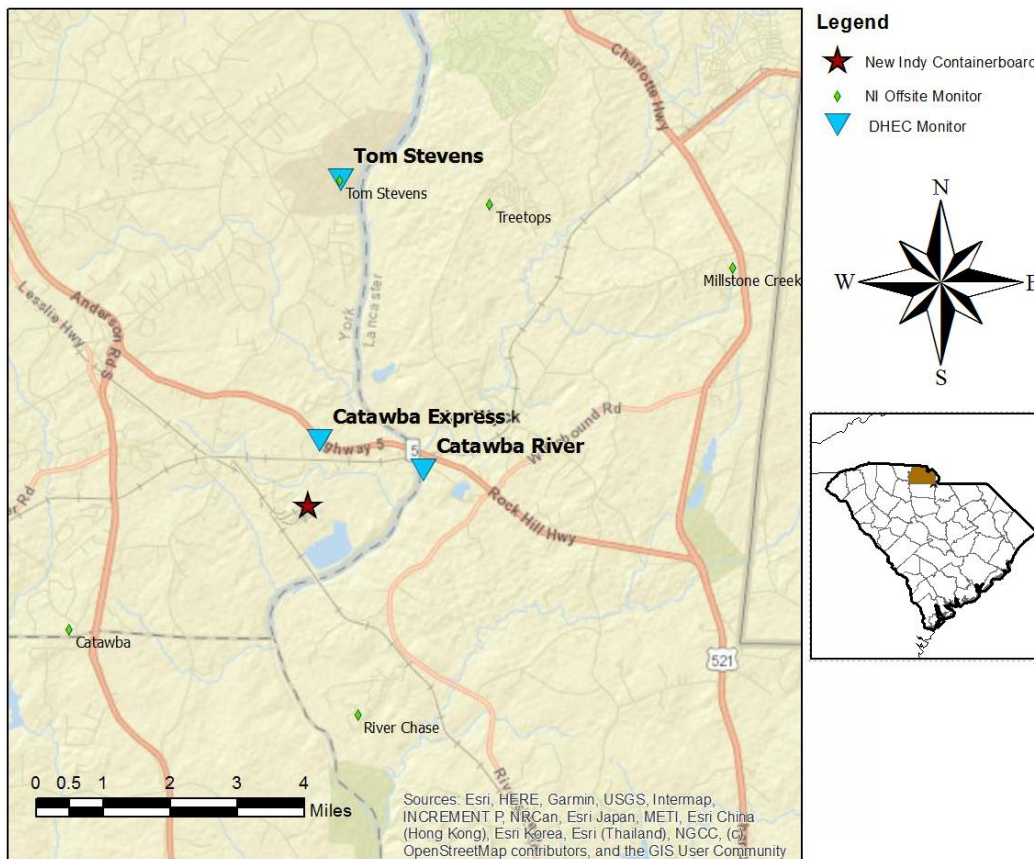 Legend
New Indy Containerboard
NI Offsite Monitor
DHEC Monitor
N
W
E
S
Charlotte Hwy
Tom Stevens
Tom Stevens
Treetops
Millstone Creek
Lesslie Hwy
Anderson Rd S
York
Lancaster
Catawba Express
Highway 5
5
Catawba River
Rock Hill Hwy
Rd
Catawba
521
River Chase
0 0.5 1 2 3 4
Miles
Sources: Esri, HERE, Garmin, USGS, Intermap,
INCREMENT P, NRCan, Esri Japan, METI, Esri China
(Hong Kong), Esri Korea, Esri (Thailand), NGCC, (c)
OpenStreetMap contributors, and the GIS User Community